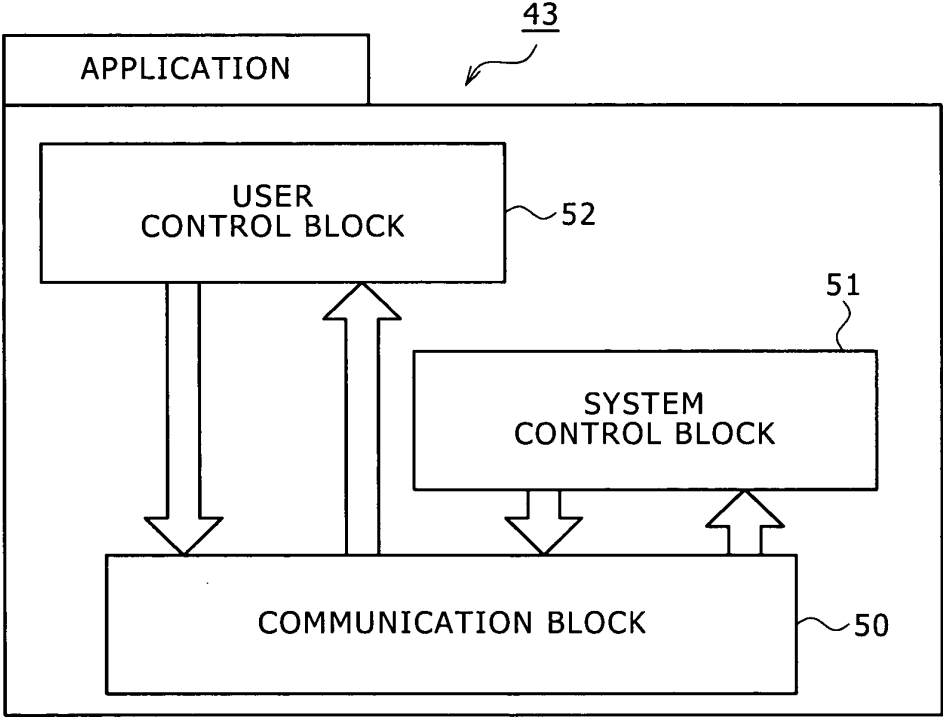 43
APPLICATION
USER
CONTROL BLOCK
52
51
SYSTEM
CONTROL BLOCK
COMMUNICATION BLOCK
50